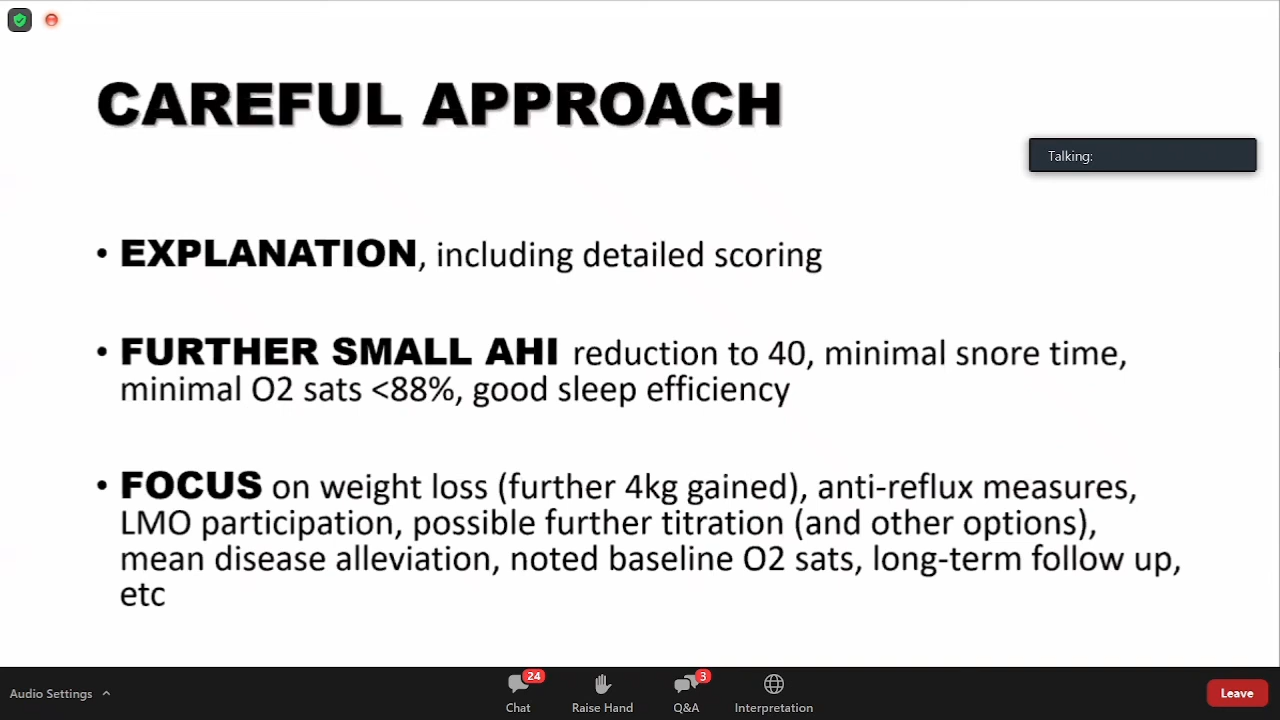 CAREFUL APPROACH
Talking:
• EXPLANATION, including detailed scoring
• FURTHER SMALL AHI reduction to 40, minimal snore time,
minimal O2 sats <88%, good sleep efficiency
• FOCUS on weight loss (further 4kg gained), anti-reflux measures,
LMO participation, possible further titration (and other options),
mean disease alleviation, noted baseline O2 sats, long-term follow up,
etc
Audio Settings
24
Chat
Raise Hand
3
Q&A
Interpretation
Leave